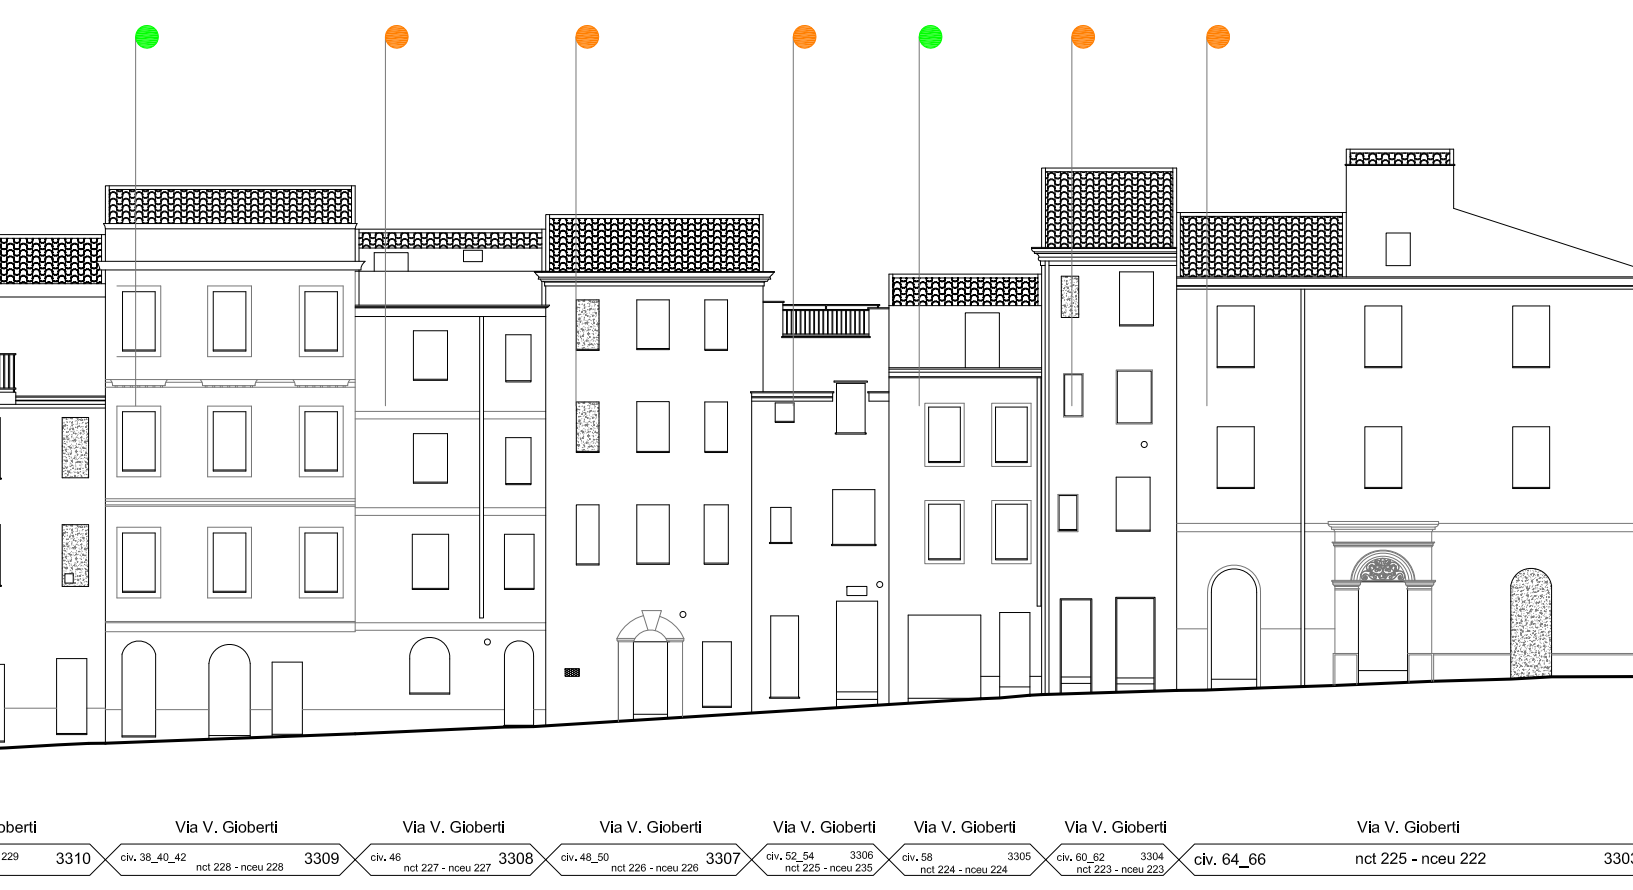 oberti
Via V. Gioberti
Via V. Gioberti
Via V. Gioberti
Via V. Gioberti
Via V. Gioberti
Via V. Gioberti
Via V. Gioberti
229 3310
civ. 38_40_42 3309
nct 228 - nceu 228
civ. 46 3308
nct 227 - nceu 227
civ. 48_50 3307
nct 226 - nceu 226
civ. 52_54 3306
nct 225 - nceu 235
civ. 58 3305
nct 224 - nceu 224
civ. 60_62 3304
nct 223 - nceu 223
civ. 64_66 nct 225 - nceu 222 3303